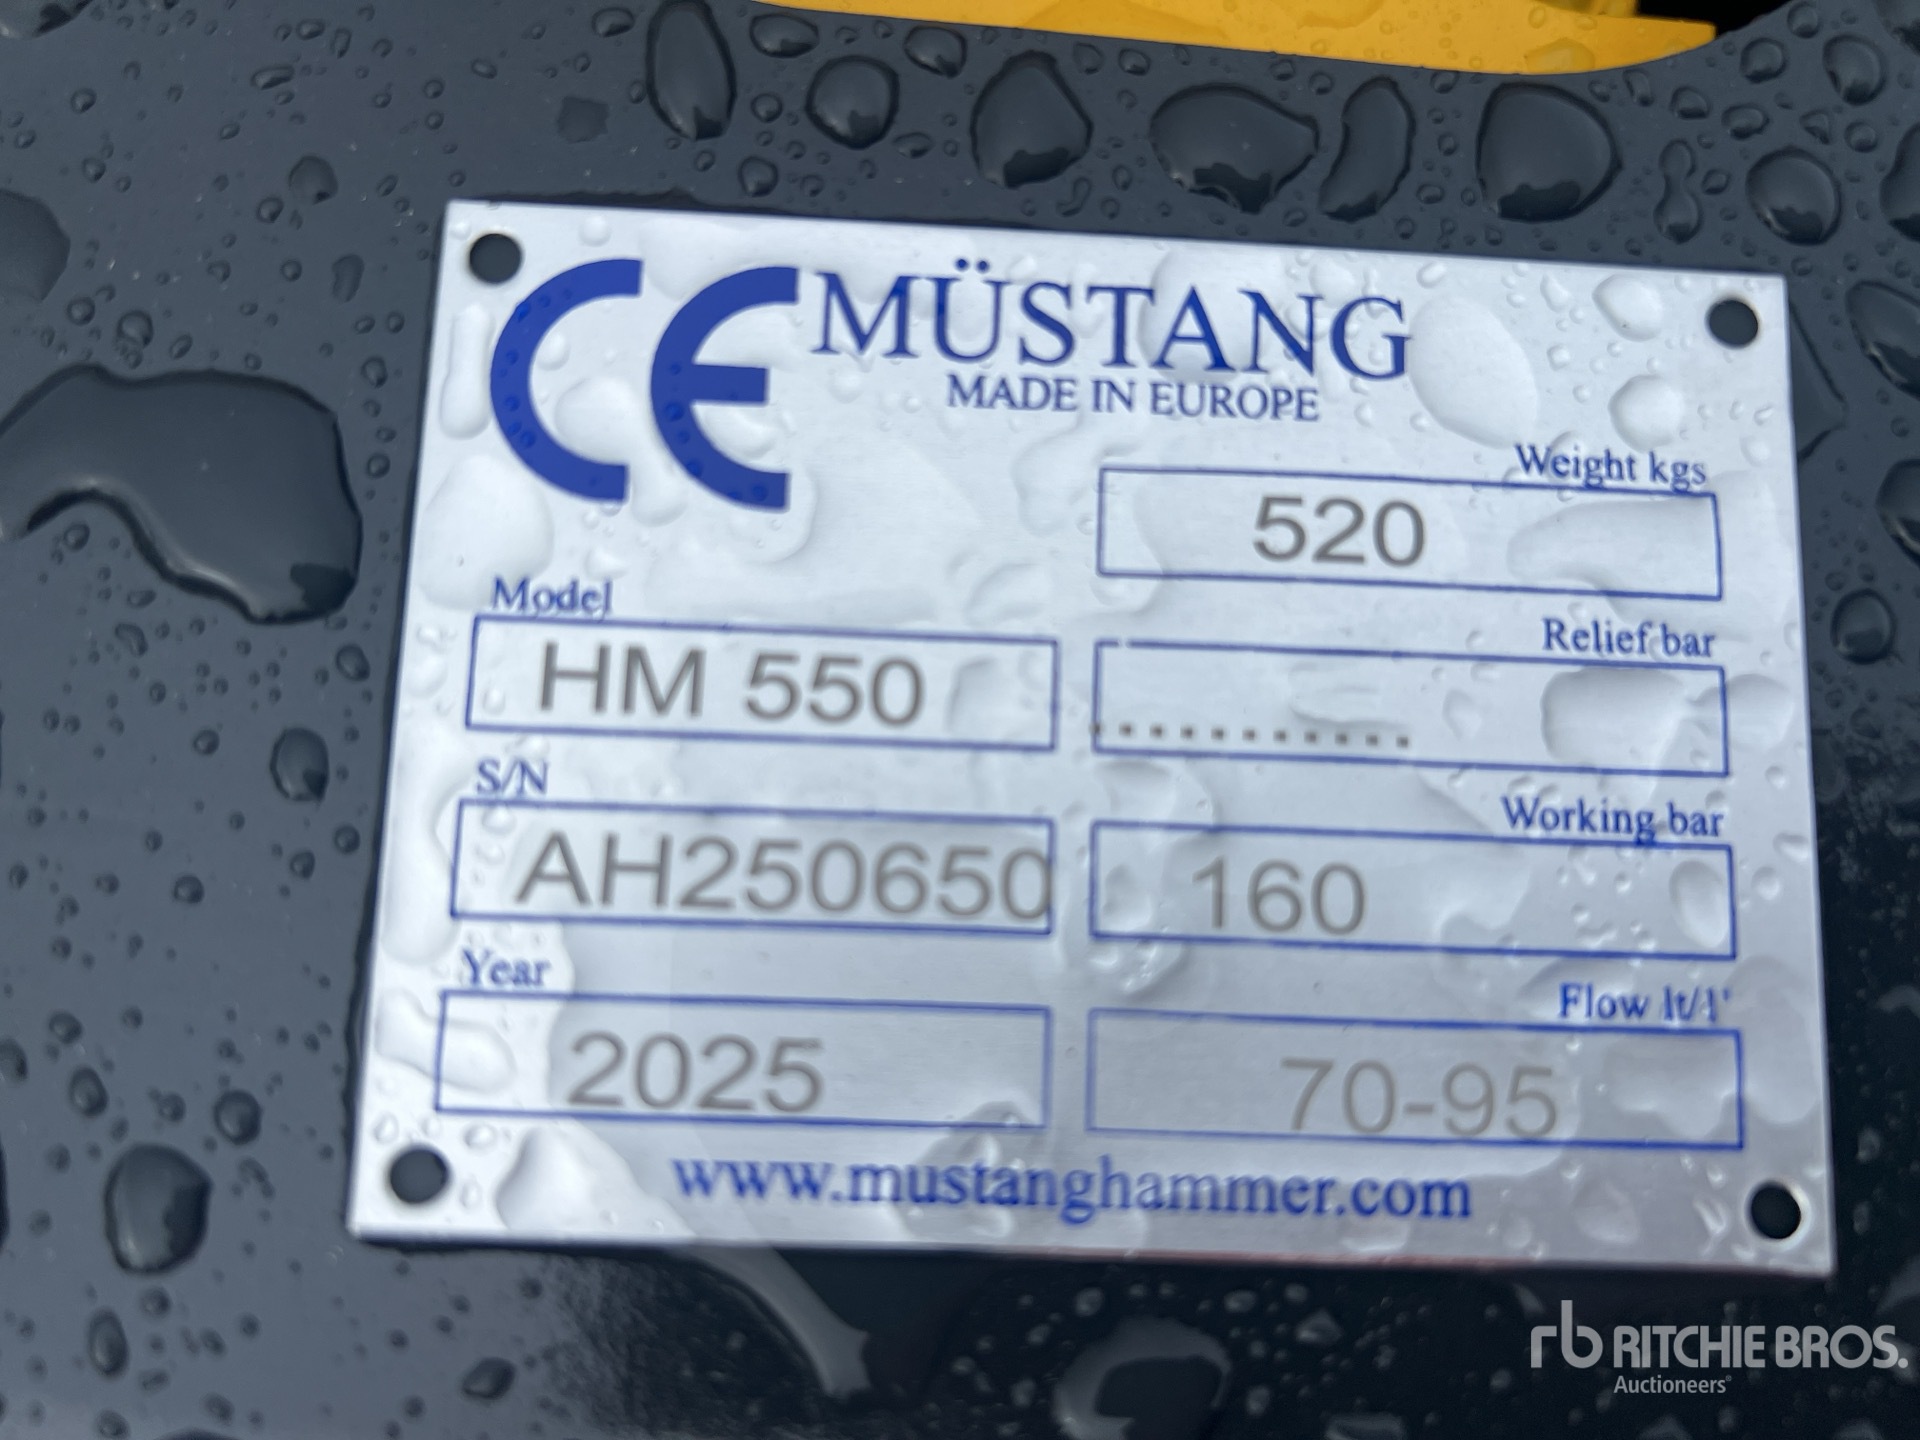 CE MÜSTANG
MADE IN EUROPE
Weight kgs
520
Model
HM 550
Relief bar
...........
S/N
AH250650
Working bar
160
Year
2025
Flow lt/1'
70-95
www.mustanghammer.com
rb RITCHIE BROS.
Auctioneers